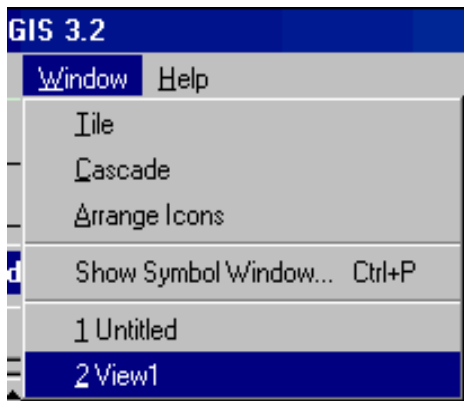 GIS 3.2
Window Help
Tile
Cascade
Arrange Icons
Show Symbol Window... Ctrl+P
1 Untitled
2 View1